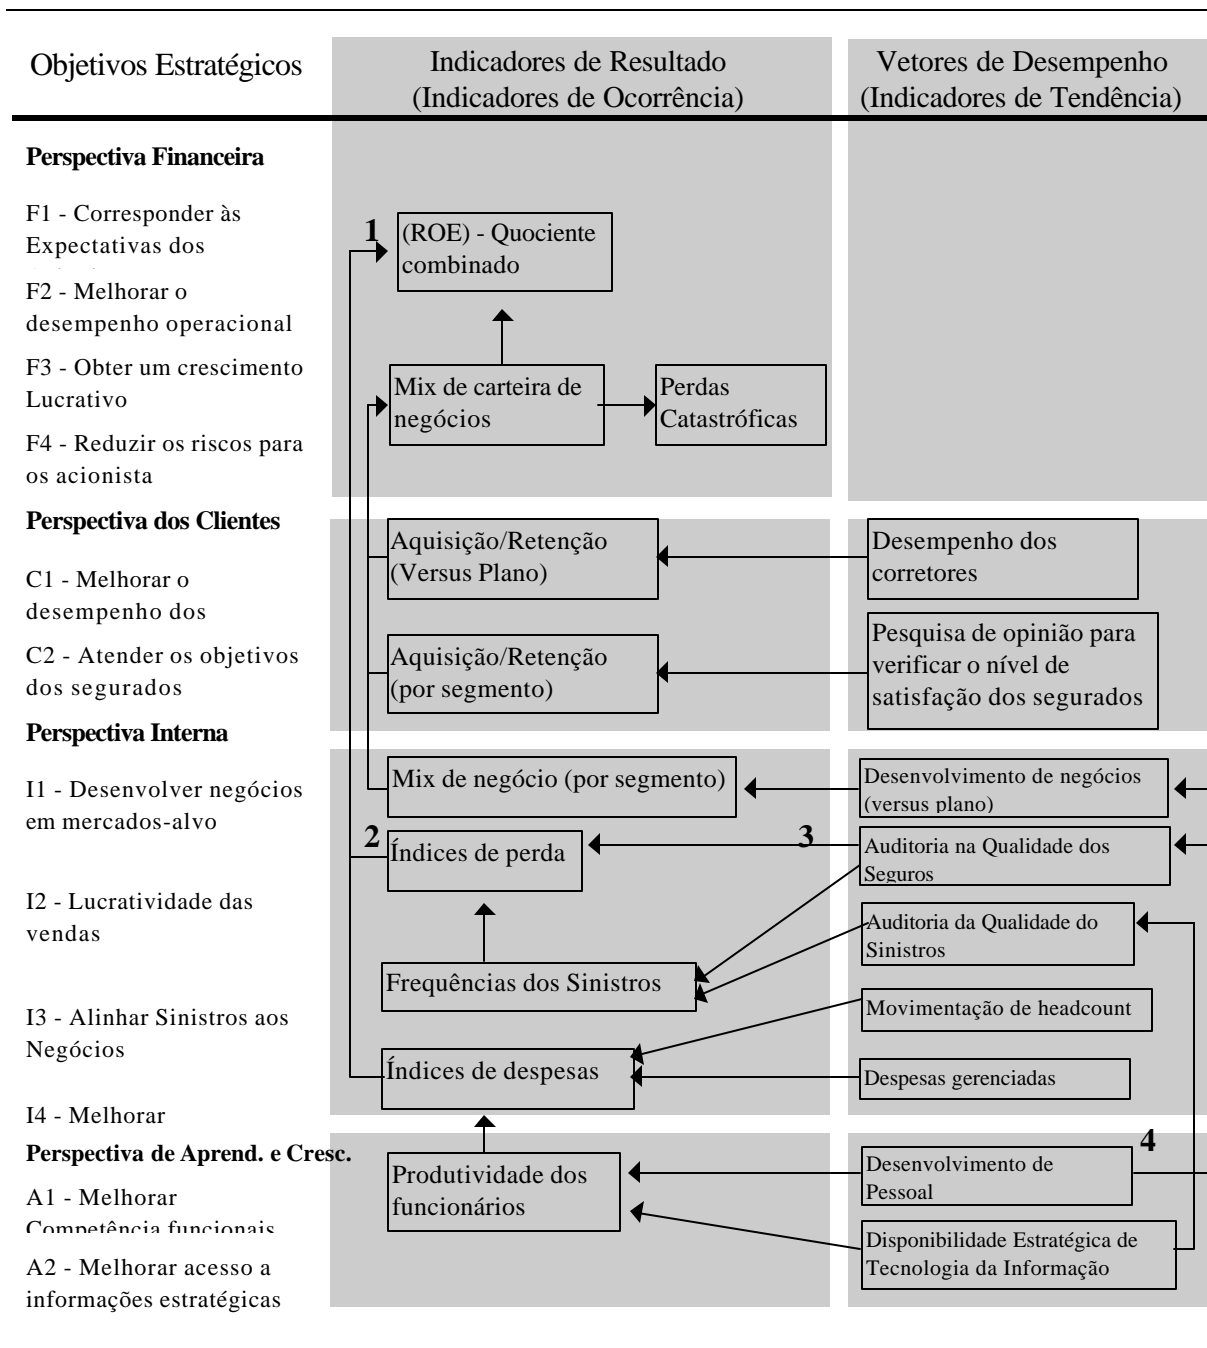 Objetivos Estratégicos
Indicadores de Resultado
(Indicadores de Ocorrência)
Vetores de Desempenho
(Indicadores de Tendência)
Perspectiva Financeira
F1 - Corresponder às
Expectativas dos
1
(ROE) - Quociente
combinado
F2 - Melhorar o
desempenho operacional
F3 - Obter um crescimento
Lucrativo
Mix de carteira de
negócios
Perdas
Catastróficas
F4 - Reduzir os riscos para
os acionista
Perspectiva dos Clientes
Aquisição/Retenção
(Versus Plano)
Desempenho dos
corretores
C1 - Melhorar o
desempenho dos
C2 - Atender os objetivos
dos segurados
Aquisição/Retenção
(por segmento)
Pesquisa de opinião para
verificar o nível de
satisfação dos segurados
Perspectiva Interna
I1 - Desenvolver negócios
em mercados-alvo
Mix de negócio (por segmento)
Desenvolvimento de negócios
(versus plano)
2
Índices de perda
3
Auditoria na Qualidade dos
Seguros
I2 - Lucratividade das
vendas
Auditoria da Qualidade do
Sinistros
Frequências dos Sinistros
Movimentação de headcount
I3 - Alinhar Sinistros aos
Negócios
Índices de despesas
Despesas gerenciadas
I4 - Melhorar
Perspectiva de Aprend. e Cresc.
4
Produtividade dos
funcionários
Desenvolvimento de
Pessoal
A1 - Melhorar
Competência funcionais
Disponibilidade Estratégica de
Tecnologia da Informação
A2 - Melhorar acesso a
informações estratégicas